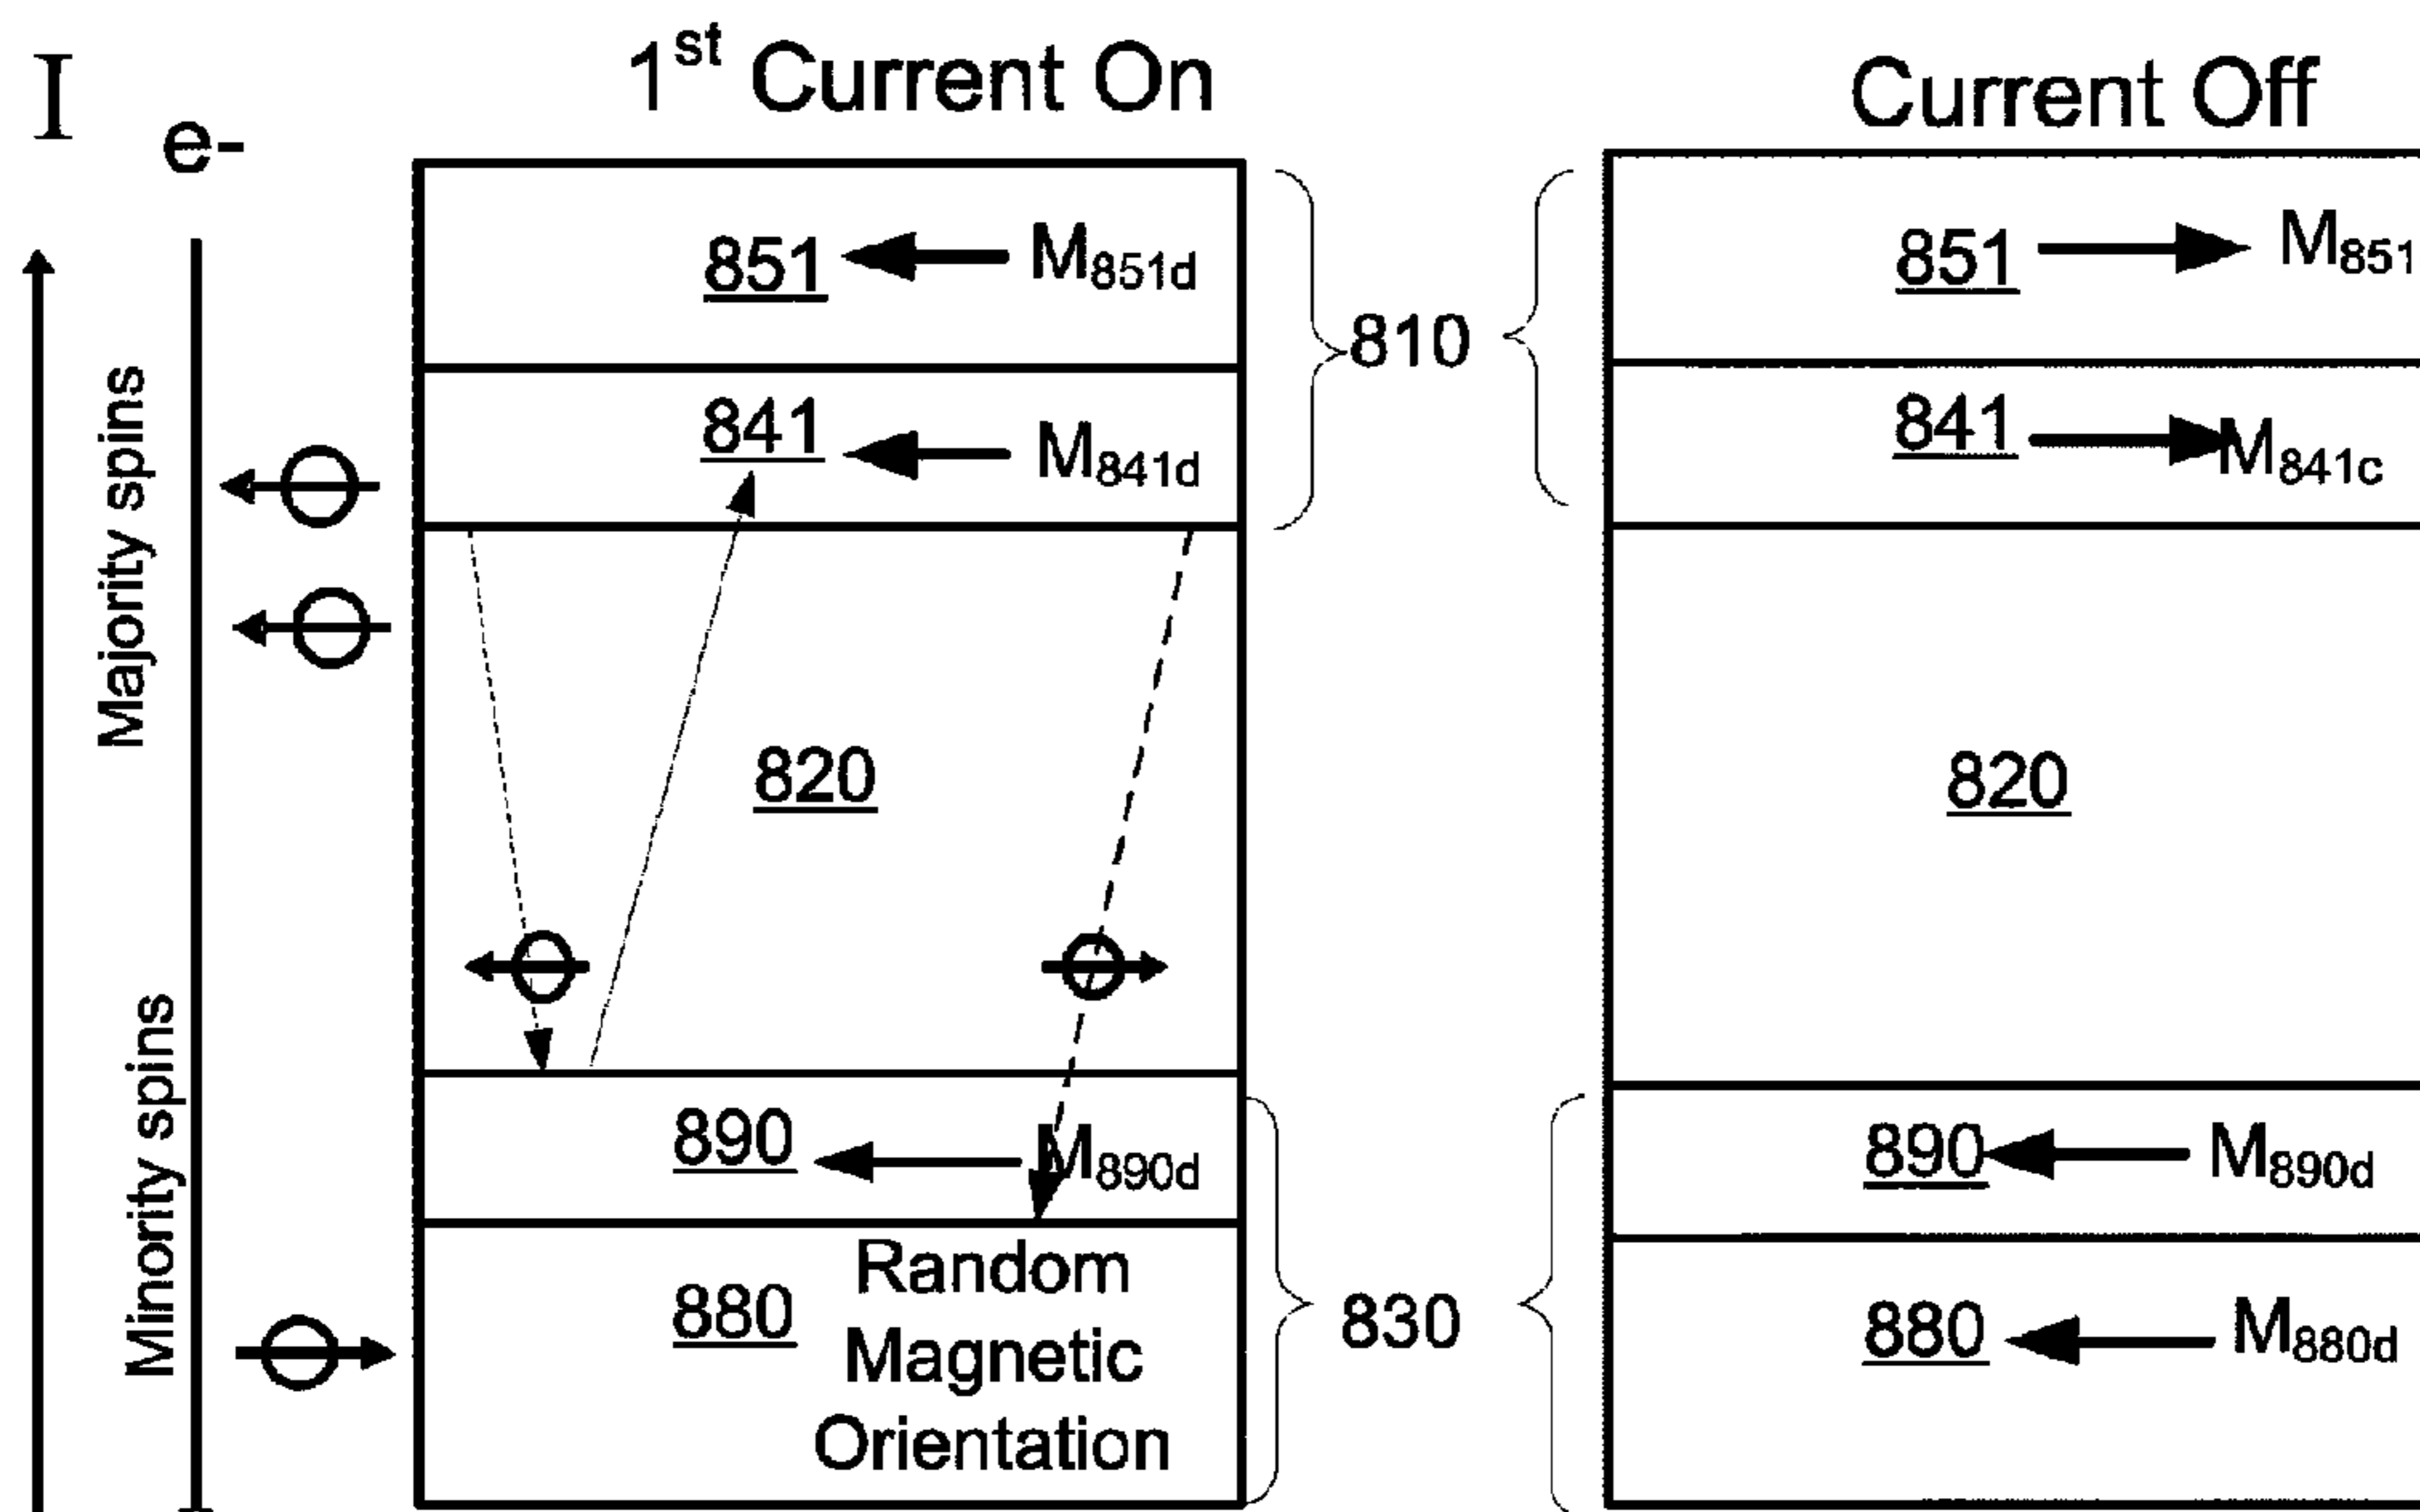 I
e-
1st Current On
Current Off
Majority spins
Minority spins
851 M851d
841 M841d
820
890 M890d
880 Random
Magnetic
Orientation
810
830
851 M851
841 M841c
820
890 M890d
880 M880d